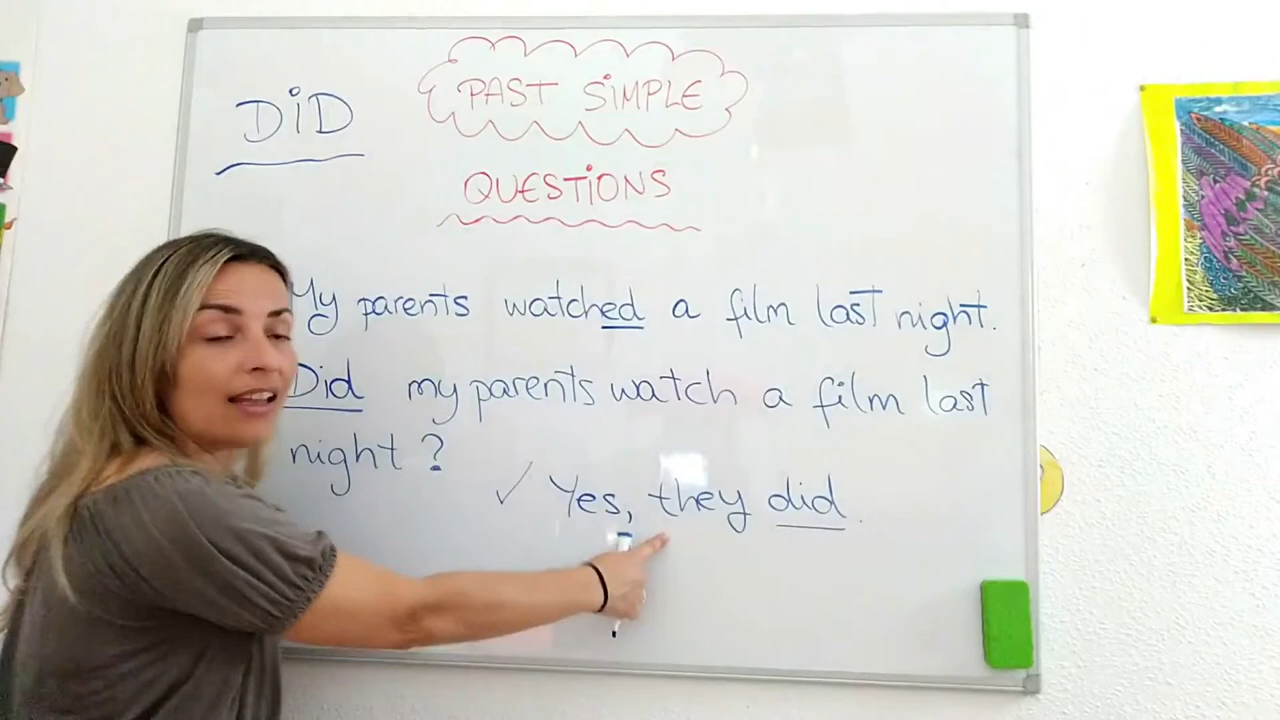 DiD
PAST SiMPLE
QUESTiONS
My parents watched a film last night.
Did my parents watch a film last
night?
✓ Yes, they did.